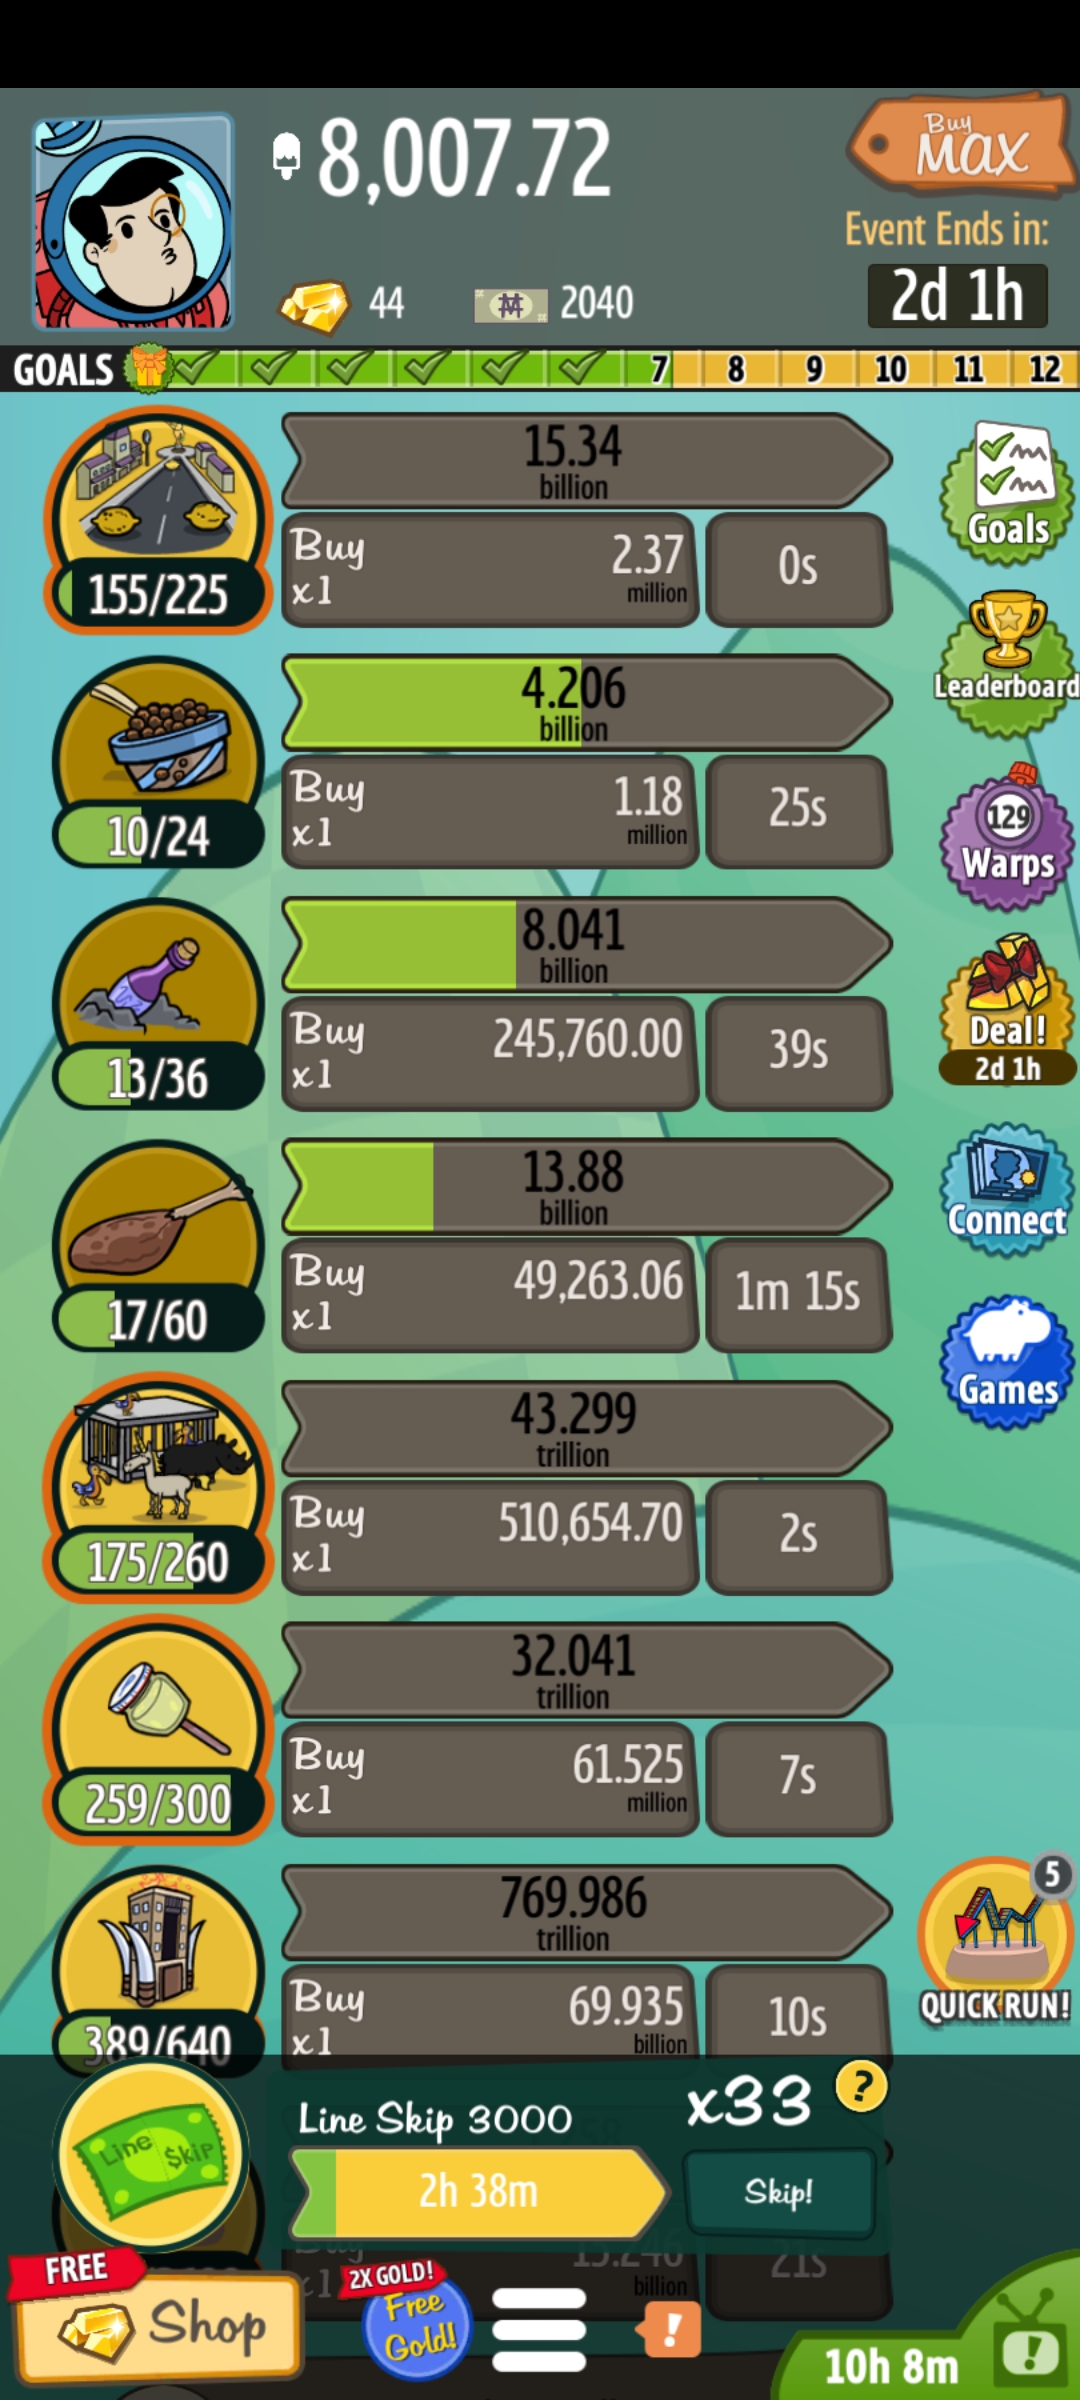 8,007.72
Buy
MAX
Event Ends in:
2d 1h
44
2040
GOALS
7
8
9
10
11
12
15.34
billion
155/225
Buy
x1
2.37
million
0s
Goals
4.206
billion
10/24
Buy
x1
1.18
million
25s
Leaderboard
8.041
billion
13/36
Buy
x1
245,760.00
39s
129
Warps
Deal!
2d 1h
13.88
billion
17/60
Buy
x1
49,263.06
1m 15s
Connect
Games
43.299
trillion
175/260
Buy
x1
510,654.70
2s
32.041
trillion
259/300
Buy
x1
61.525
million
7s
769.986
trillion
389/640
Buy
x1
69.935
billion
10s
5
QUICK RUN!
Line Skip
Line Skip 3000
x33
?
2h 38m
Skip!
Buy
x1
13.246
billion
21s
FREE
Shop
2X GOLD!
Free
Gold!
!
10h 8m
!